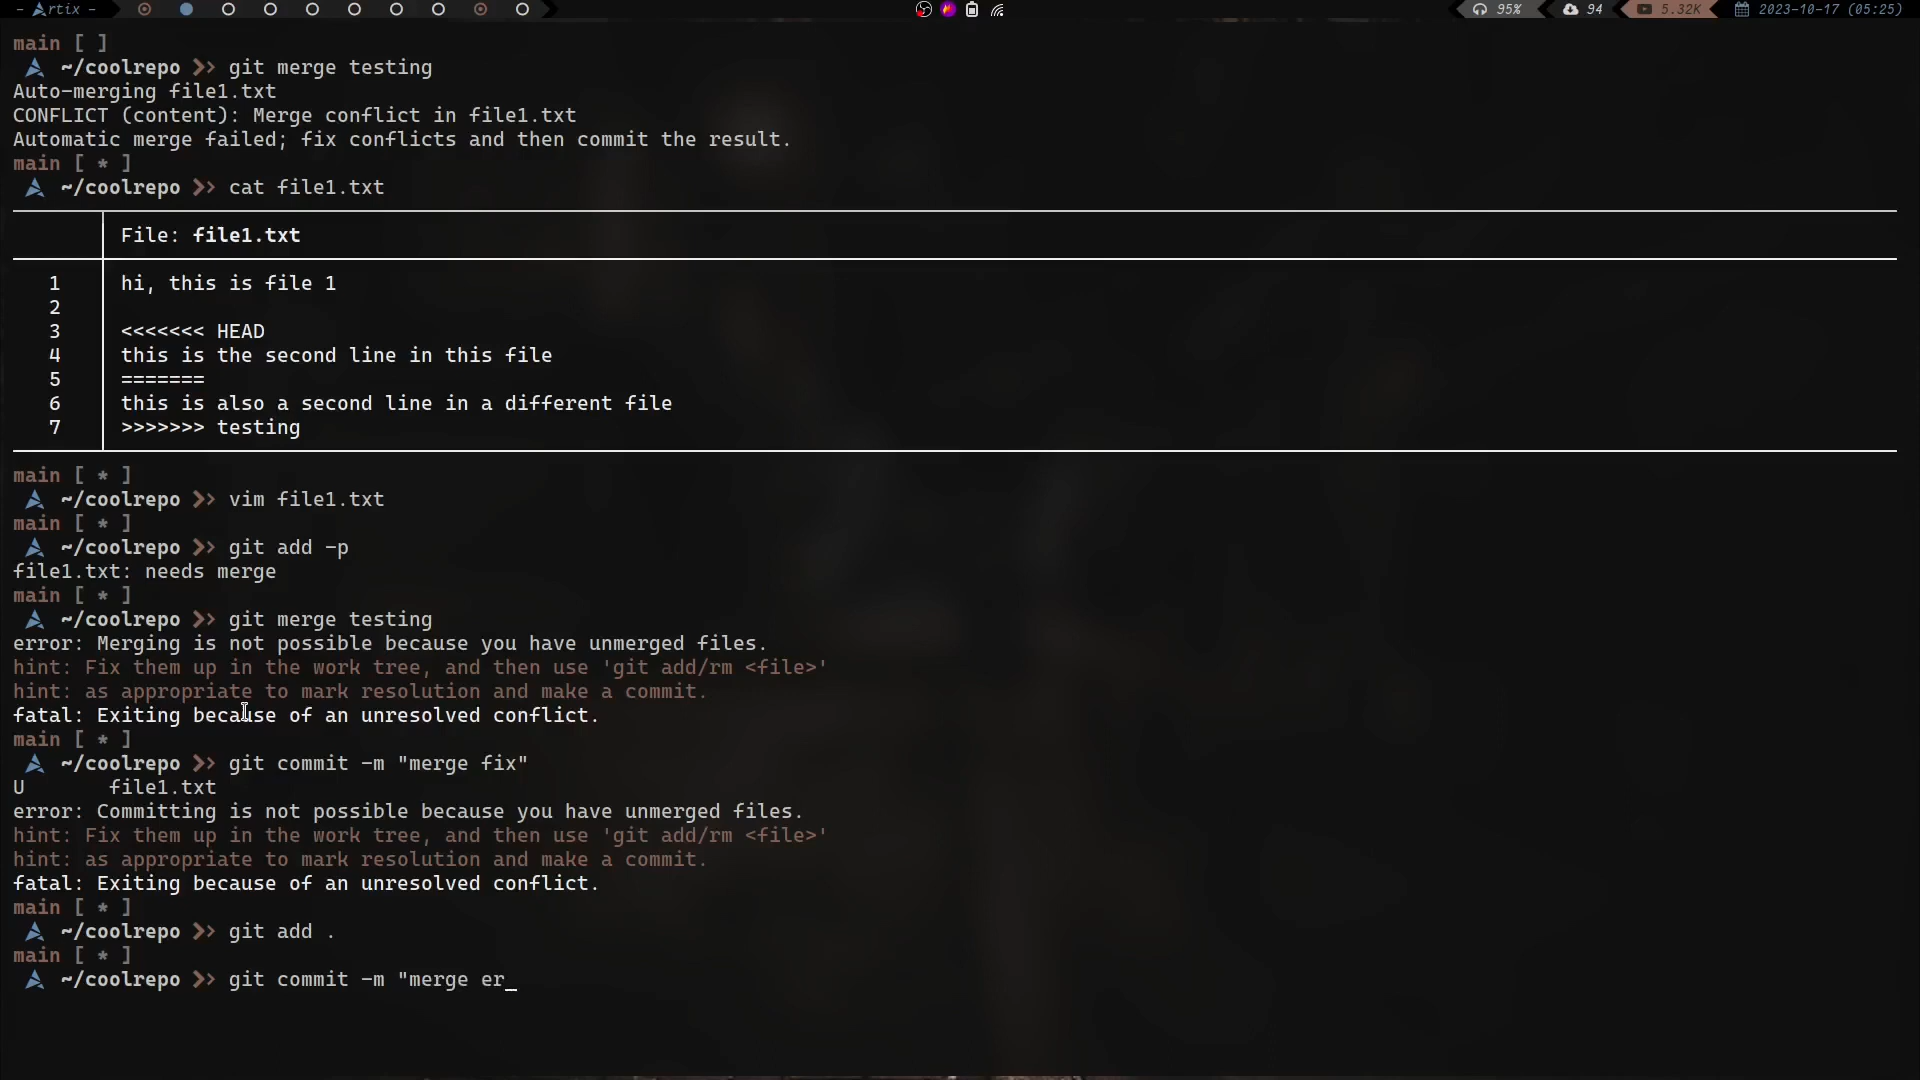 - Artix -
95%
94
5.32K
2023-10-17 (05:25)
main [ ]
~/coolrepo >> git merge testing
Auto-merging file1.txt
CONFLICT (content): Merge conflict in file1.txt
Automatic merge failed; fix conflicts and then commit the result.
main [ * ]
~/coolrepo >> cat file1.txt
File: file1.txt
1 hi, this is file 1
2
3 <<<<<<< HEAD
4 this is the second line in this file
5 =======
6 this is also a second line in a different file
7 >>>>>>> testing
main [ * ]
~/coolrepo >> vim file1.txt
main [ * ]
~/coolrepo >> git add -p
file1.txt: needs merge
main [ * ]
~/coolrepo >> git merge testing
error: Merging is not possible because you have unmerged files.
hint: Fix them up in the work tree, and then use 'git add/rm <file>'
hint: as appropriate to mark resolution and make a commit.
fatal: Exiting because of an unresolved conflict.
main [ * ]
~/coolrepo >> git commit -m "merge fix"
U file1.txt
error: Committing is not possible because you have unmerged files.
hint: Fix them up in the work tree, and then use 'git add/rm <file>'
hint: as appropriate to mark resolution and make a commit.
fatal: Exiting because of an unresolved conflict.
main [ * ]
~/coolrepo >> git add .
main [ * ]
~/coolrepo >> git commit -m "merge er_